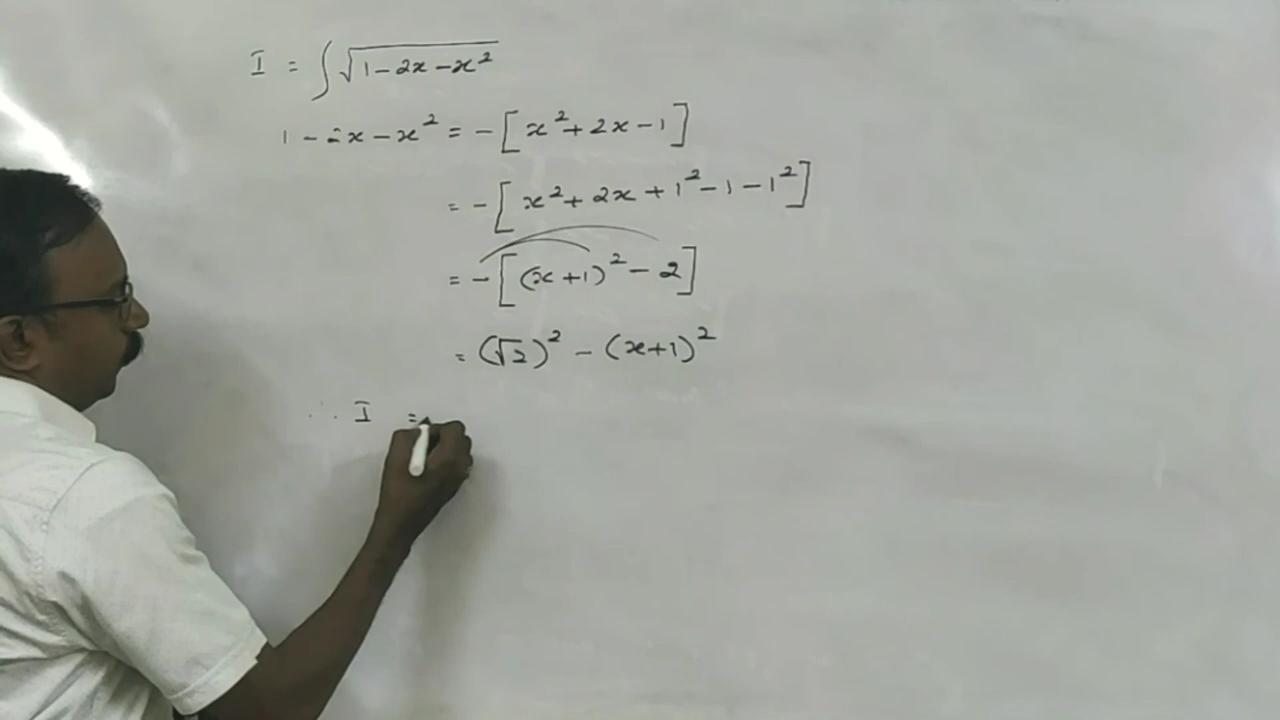 I = ∫ √(1 - 2x - x²)
1 - 2x - x² = - [ x² + 2x - 1 ]
= - [ x² + 2x + 1² - 1 - 1² ]
= - [ (x+1)² - 2 ]
= (√2)² - (x+1)²
∴ I =